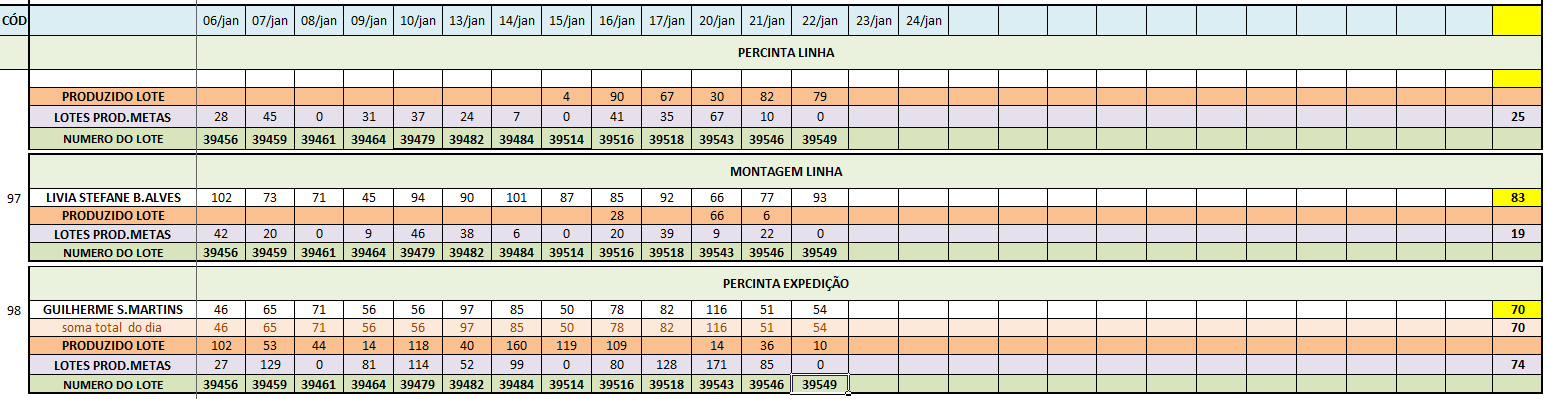 CÓD 06/jan 07/jan 08/jan 09/jan 10/jan 13/jan 14/jan 15/jan 16/jan 17/jan 20/jan 21/jan 22/jan 23/jan 24/jan
PERCINTA LINHA
PRODUZIDO LOTE 4 90 67 30 82 79
LOTES PROD.METAS 28 45 0 31 37 24 7 0 41 35 67 10 0 25
NUMERO DO LOTE 39456 39459 39461 39464 39479 39482 39484 39514 39516 39518 39543 39546 39549
MONTAGEM LINHA
97 LIVIA STEFANE B.ALVES 102 73 71 45 94 90 101 87 85 92 66 77 93 83
PRODUZIDO LOTE 28 66 6
LOTES PROD.METAS 42 20 0 9 46 38 6 0 20 39 9 22 0 19
NUMERO DO LOTE 39456 39459 39461 39464 39479 39482 39484 39514 39516 39518 39543 39546 39549
PERCINTA EXPEDIÇÃO
98 GUILHERME S.MARTINS 46 65 71 56 56 97 85 50 78 82 116 51 54 70
soma total do dia 46 65 71 56 56 97 85 50 78 82 116 51 54 70
PRODUZIDO LOTE 102 53 44 14 118 40 160 119 109 14 36 10
LOTES PROD.METAS 27 129 0 81 114 52 99 0 80 128 171 85 0 74
NUMERO DO LOTE 39456 39459 39461 39464 39479 39482 39484 39514 39516 39518 39543 39546 39549